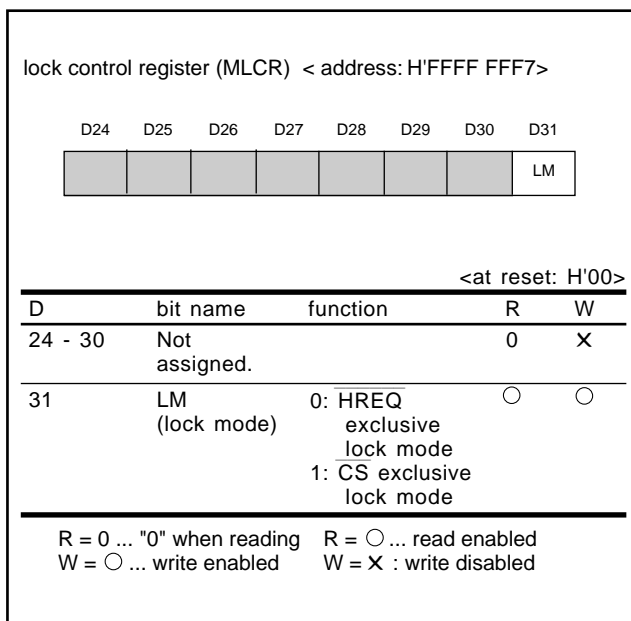 lock control register (MLCR) < address: H'FFFF FFF7>
D24 D25 D26 D27 D28 D29 D30 D31
LM
<at reset: H'00>
D bit name function R W
24 - 30 Not assigned. 0 ×
31 LM (lock mode) 0: HREQ exclusive lock mode ○ ○
1: CS exclusive lock mode
R = 0 ... "0" when reading R = ○ ... read enabled
W = ○ ... write enabled W = × : write disabled